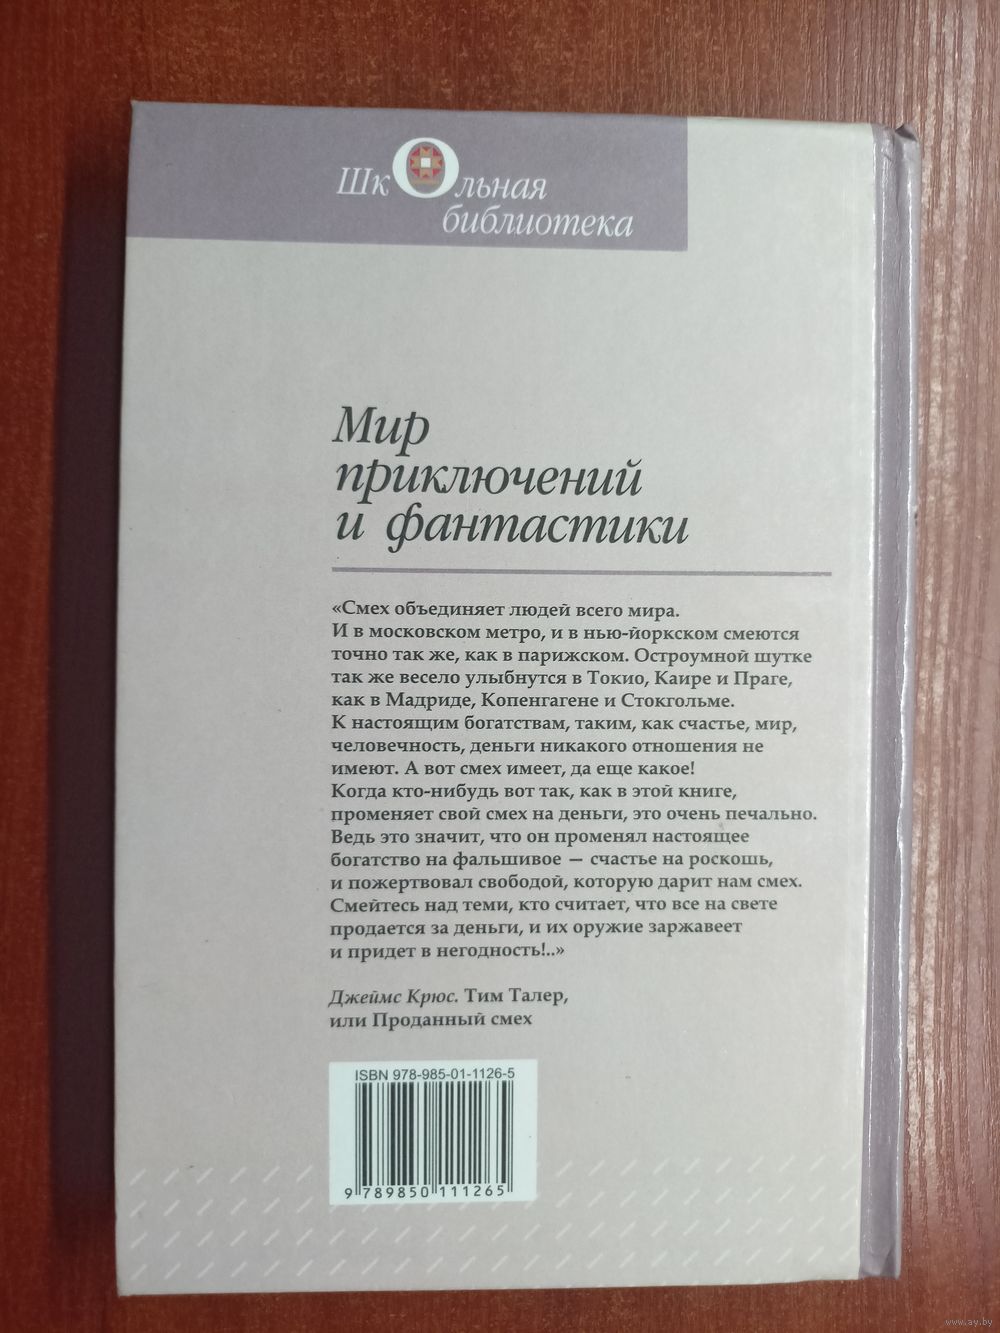 Школьная
библиотека
Мир
приключений
и фантастики
«Смех объединяет людей всего мира.
И в московском метро, и в нью-йоркском смеются
точно так же, как в парижском. Остроумной шутке
так же весело улыбнутся в Токио, Каире и Праге,
как в Мадриде, Копенгагене и Стокгольме.
К настоящим богатствам, таким, как счастье, мир,
человечность, деньги никакого отношения не
имеют. А вот смех имеет, да еще какое!
Когда кто-нибудь вот так, как в этой книге,
променяет свой смех на деньги, это очень печально.
Ведь это значит, что он променял настоящее
богатство на фальшивое — счастье на роскошь,
и пожертвовал свободой, которую дарит нам смех.
Смейтесь над теми, кто считает, что все на свете
продается за деньги, и их оружие заржавеет
и придет в негодность!..»
Джеймс Крюс. Тим Талер,
или Проданный смех
ISBN 978-985-01-1126-5
9 789850 111265
www.ay.by